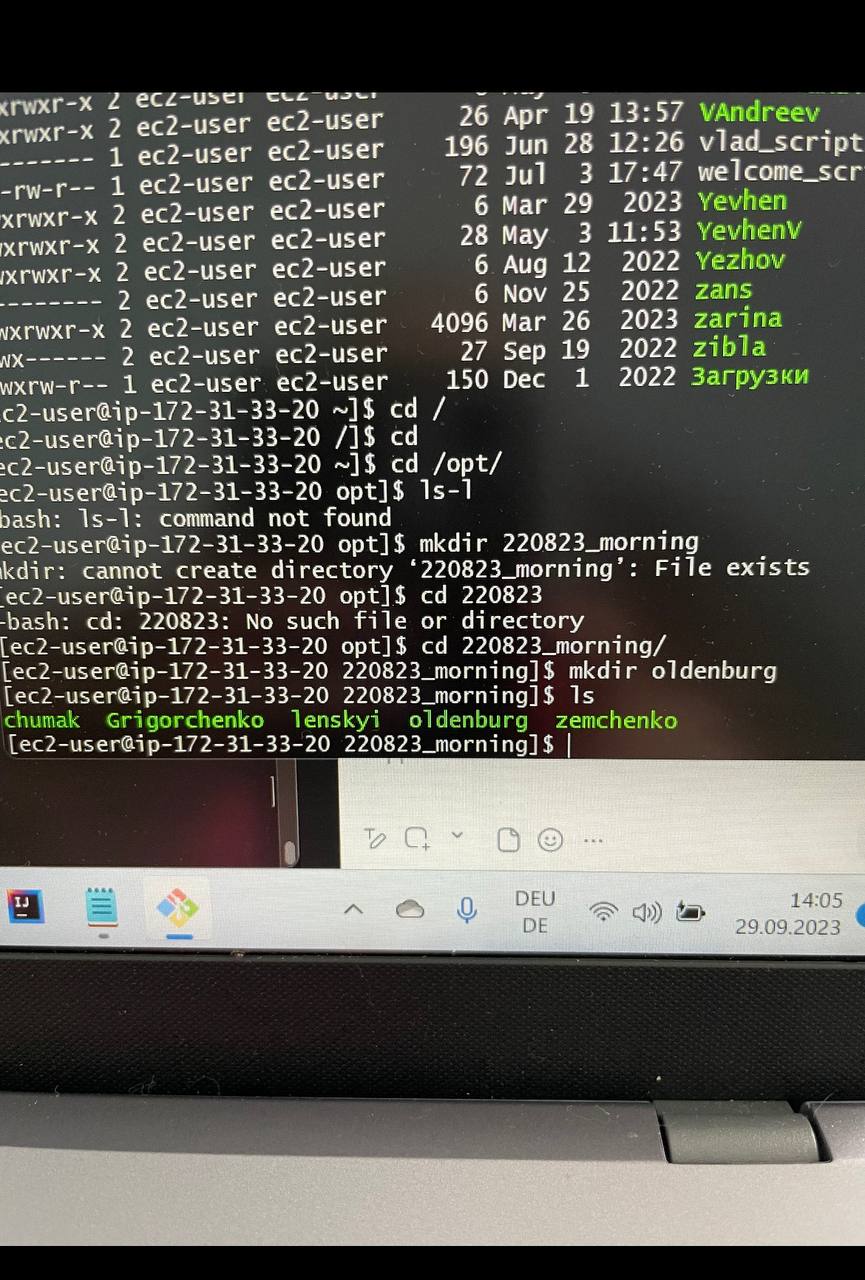 xrwxr-x 2 ec2-user ec2-user
xrwxr-x 2 ec2-user ec2-user 26 Apr 19 13:57 VAndreev
------- 1 ec2-user ec2-user 196 Jun 28 12:26 vlad_script
-rw-r-- 1 ec2-user ec2-user 72 Jul 3 17:47 welcome_scr
xrwxr-x 2 ec2-user ec2-user 6 Mar 29 2023 Yevhen
xrwxr-x 2 ec2-user ec2-user 28 May 3 11:53 YevhenV
xrwxr-x 2 ec2-user ec2-user 6 Aug 12 2022 Yezhov
-------- 2 ec2-user ec2-user 6 Nov 25 2022 zans
wxrwxr-x 2 ec2-user ec2-user 4096 Mar 26 2023 zarina
wx------ 2 ec2-user ec2-user 27 Sep 19 2022 zibla
wxrw-r-- 1 ec2-user ec2-user 150 Dec 1 2022 Загрузки
ec2-user@ip-172-31-33-20 ~]$ cd /
ec2-user@ip-172-31-33-20 /]$ cd
ec2-user@ip-172-31-33-20 ~]$ cd /opt/
ec2-user@ip-172-31-33-20 opt]$ ls-l
bash: ls-l: command not found
ec2-user@ip-172-31-33-20 opt]$ mkdir 220823_morning
mkdir: cannot create directory ‘220823_morning’: File exists
[ec2-user@ip-172-31-33-20 opt]$ cd 220823
-bash: cd: 220823: No such file or directory
[ec2-user@ip-172-31-33-20 opt]$ cd 220823_morning/
[ec2-user@ip-172-31-33-20 220823_morning]$ mkdir oldenburg
[ec2-user@ip-172-31-33-20 220823_morning]$ ls
chumak Grigorchenko lenskyi oldenburg zemchenko
[ec2-user@ip-172-31-33-20 220823_morning]$
IJ
DEU
DE
14:05
29.09.2023